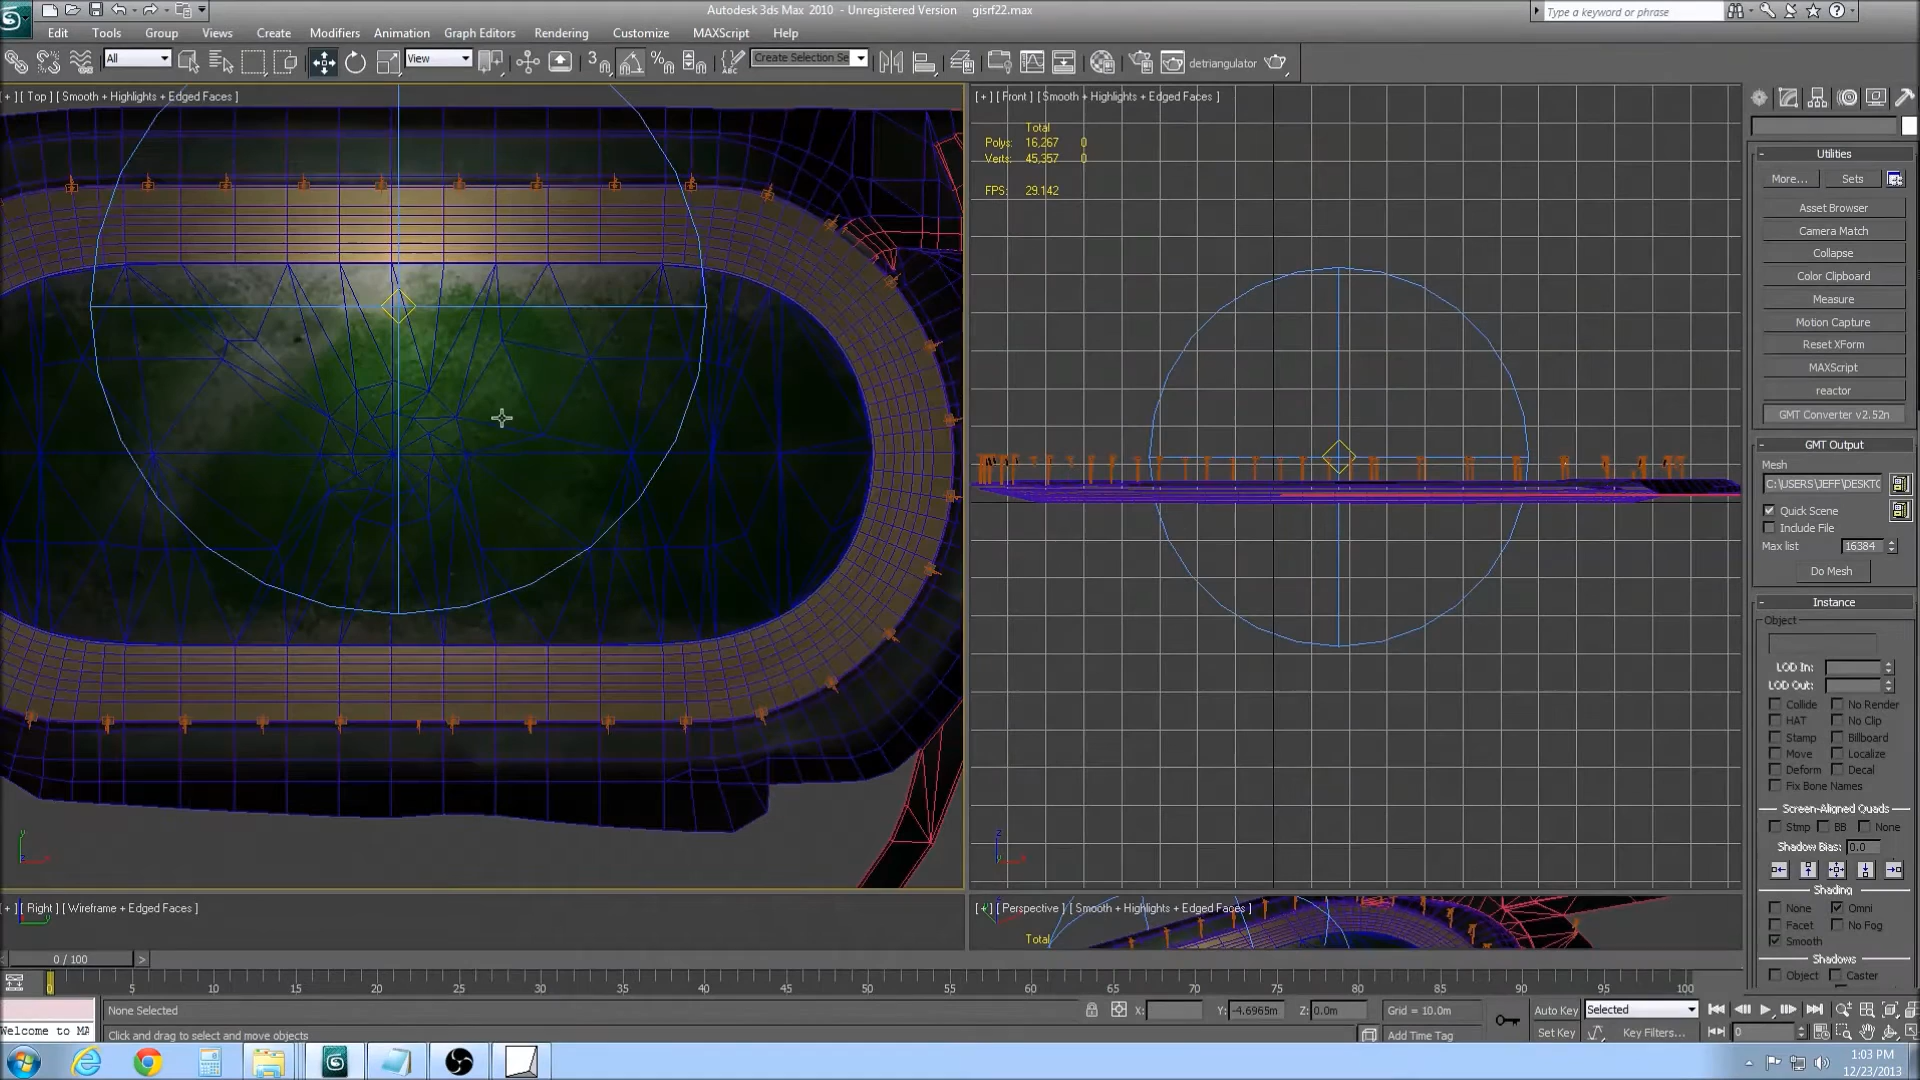 Autodesk 3ds Max 2010 - Unregistered Version gisrf22.max
Type a keyword or phrase
Edit Tools Group Views Create Modifiers Animation Graph Editors Rendering Customize MAXScript Help
All View Create Selection Se detriangulator
+ ] [ Top ] [ Smooth + Highlights + Edged Faces ]
[ + ] [ Front ] [ Smooth + Highlights + Edged Faces ]
Total
Polys: 16,267 0
Verts: 45,357 0
FPS: 29.142
Utilities
More... Sets
Asset Browser
Camera Match
Collapse
Color Clipboard
Measure
Motion Capture
Reset XForm
MAXScript
reactor
GMT Converter v2.52n
GMT Output
Mesh
C:\USERS\JEFF\DESKTO
Quick Scene
Include File
Max list 16384
Do Mesh
Instance
Object
LOD In:
LOD Out:
Collide No Render
HAT No Clip
Stamp Billboard
Move Localize
Deform Decal
Fix Bone Names
Screen-Aligned Quads
Stmp BB None
Shadow Bias: 0.0
Shading
None Omni
Facet No Fog
Smooth
Shadows
Object Caster
+ ] [ Right ] [ Wireframe + Edged Faces ]
[ + ] [ Perspective ] [ Smooth + Highlights + Edged Faces ]
Total
0 / 100
0 5 10 15 20 25 30 35 40 45 50 55 60 65 70 75 80 85 90 95 100
None Selected X: Y: -4.6965m Z: 0.0m Grid = 10.0m Auto Key Selected
Welcome to MA Click and drag to select and move objects Add Time Tag Set Key Key Filters... 0
1:03 PM
12/23/2013